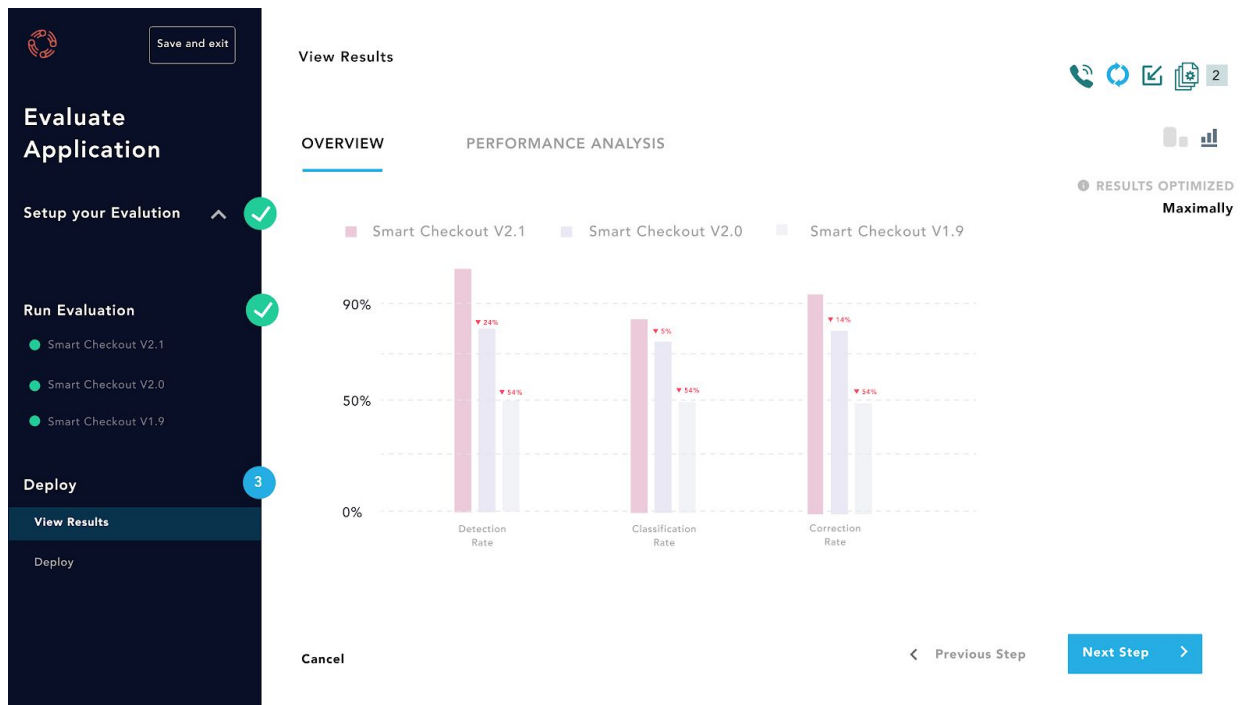 Save and exit
Evaluate
Application
Setup your Evalution
Run Evaluation
Smart Checkout V2.1
Smart Checkout V2.0
Smart Checkout V1.9
Deploy
3
View Results
Deploy
View Results
2
OVERVIEW
PERFORMANCE ANALYSIS
RESULTS OPTIMIZED
Maximally
Smart Checkout V2.1
Smart Checkout V2.0
Smart Checkout V1.9
90%
50%
0%
▼ 24%
▼ 54%
▼ 5%
▼ 54%
▼ 14%
▼ 54%
Detection
Rate
Classification
Rate
Correction
Rate
Cancel
Previous Step
Next Step